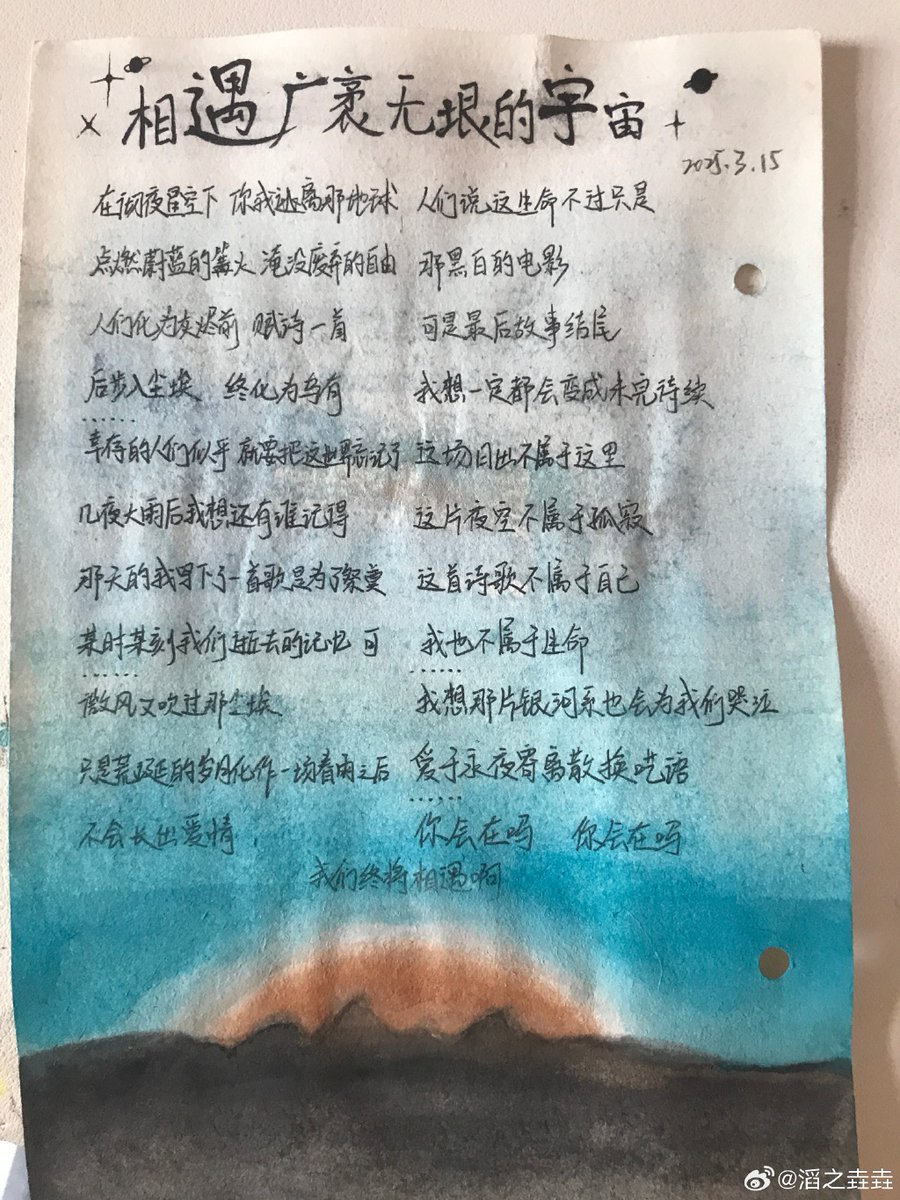 相遇广袤无垠的宇宙
2025.3.15
在彻夜星空下 你我逃离那地球
点燃蔚蓝的篝火 淹没废弃的自由
人们化为灰烬前 赋诗一首
后步入尘埃 终化为乌有
……
幸存的人们似乎就要把这世界忘记了
几夜大雨后我想还有谁记得
那天的我写下了一首歌是为了祭奠
某时某刻我们逝去的记忆 可
……
微风又吹过那尘埃
只是的岁月化作一场春雨之后
不会长出爱情
人们说这生命不过只是
那黑白的电影
可是最后故事结尾
我想一定都会变成未完待续
这场日出不属于这里
这片夜空不属于孤寂
这首诗歌不属于自己
我也不属于生命
……
我想那片银河系也会为我们哭泣
爱于永夜寄离散换呓语
……
你会在吗 你会在吗
我们终将相遇啊
@滔之垚垚